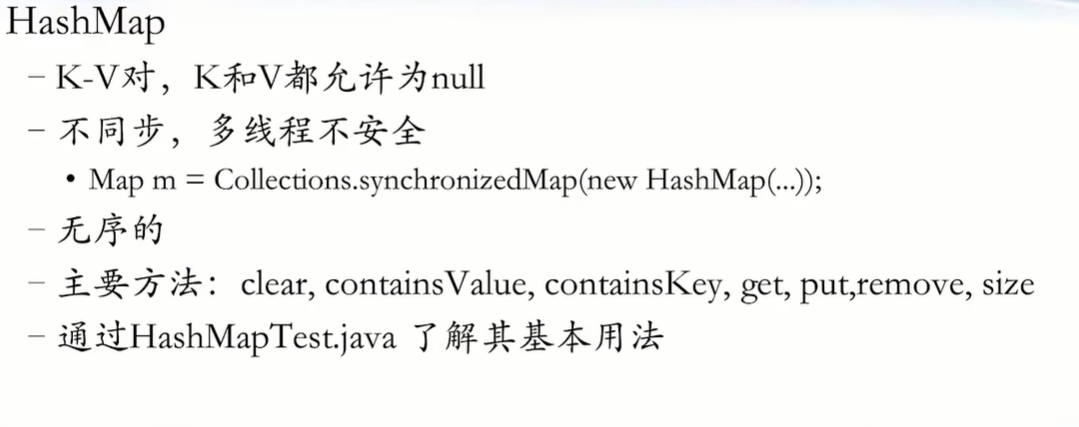 HashMap
– K-V对，K和V都允许为null
– 不同步，多线程不安全
• Map m = Collections.synchronizedMap(new HashMap(...));
– 无序的
– 主要方法：clear, containsValue, containsKey, get, put,remove, size
– 通过HashMapTest.java 了解其基本用法